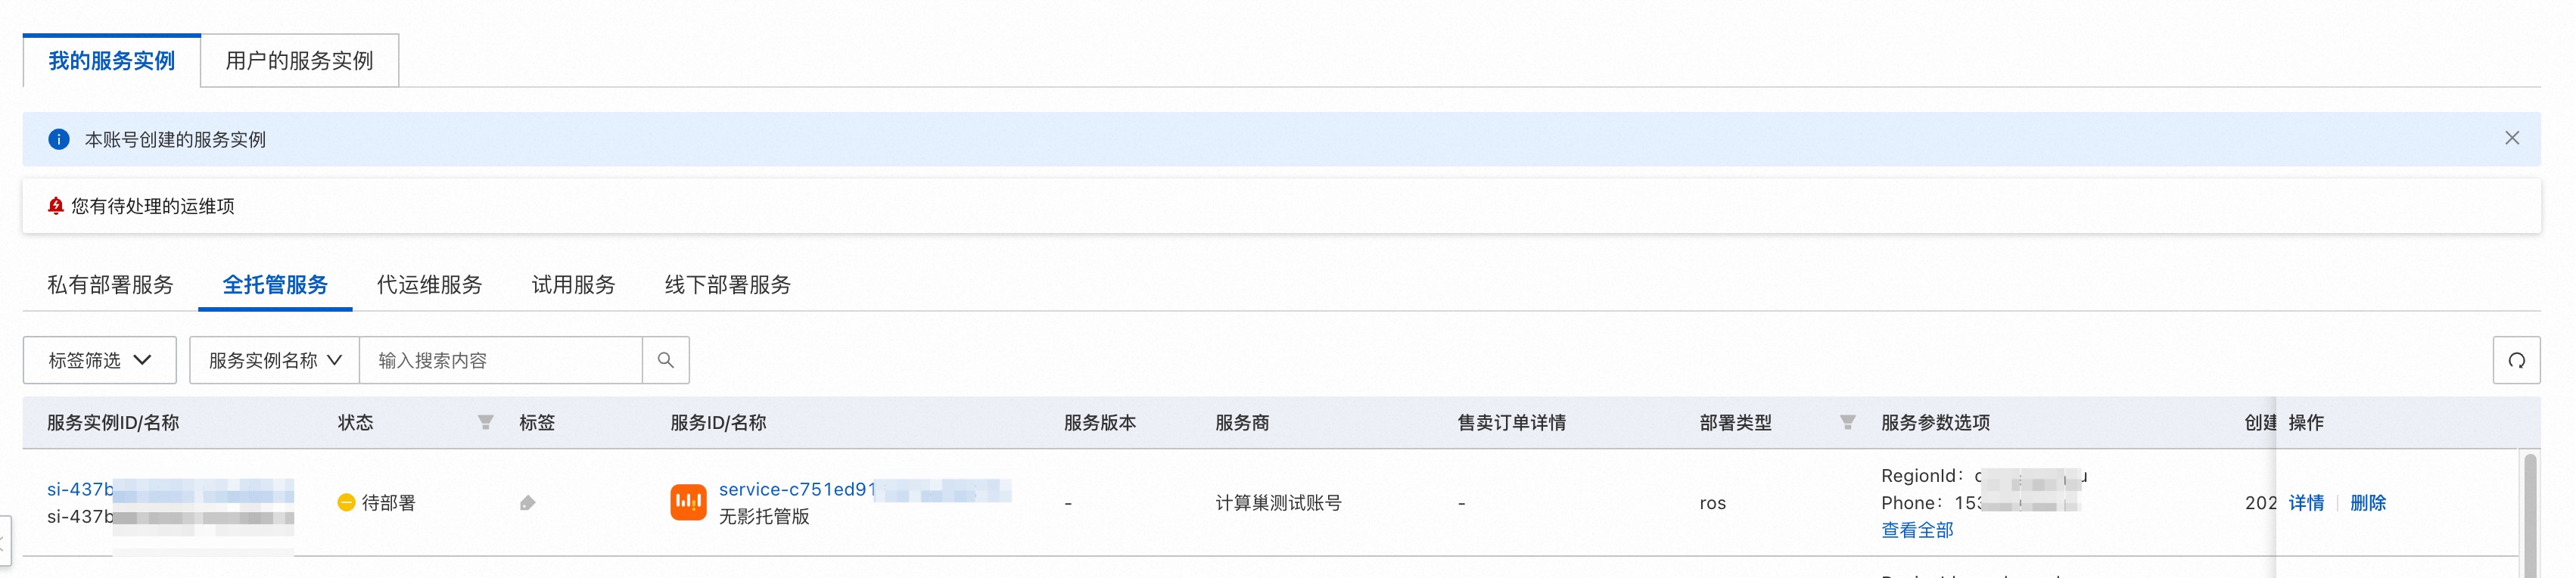 我的服务实例
用户的服务实例
本账号创建的服务实例
您有待处理的运维项
私有部署服务
全托管服务
代运维服务
试用服务
线下部署服务
标签筛选
服务实例名称
输入搜索内容
服务实例ID/名称
状态
标签
服务ID/名称
服务版本
服务商
售卖订单详情
部署类型
服务参数选项
创建
操作
si-437b
si-437b
待部署
service-c751ed91
无影托管版
-
计算巢测试账号
-
ros
RegionId:
Phone: 153
查看全部
202
详情
删除